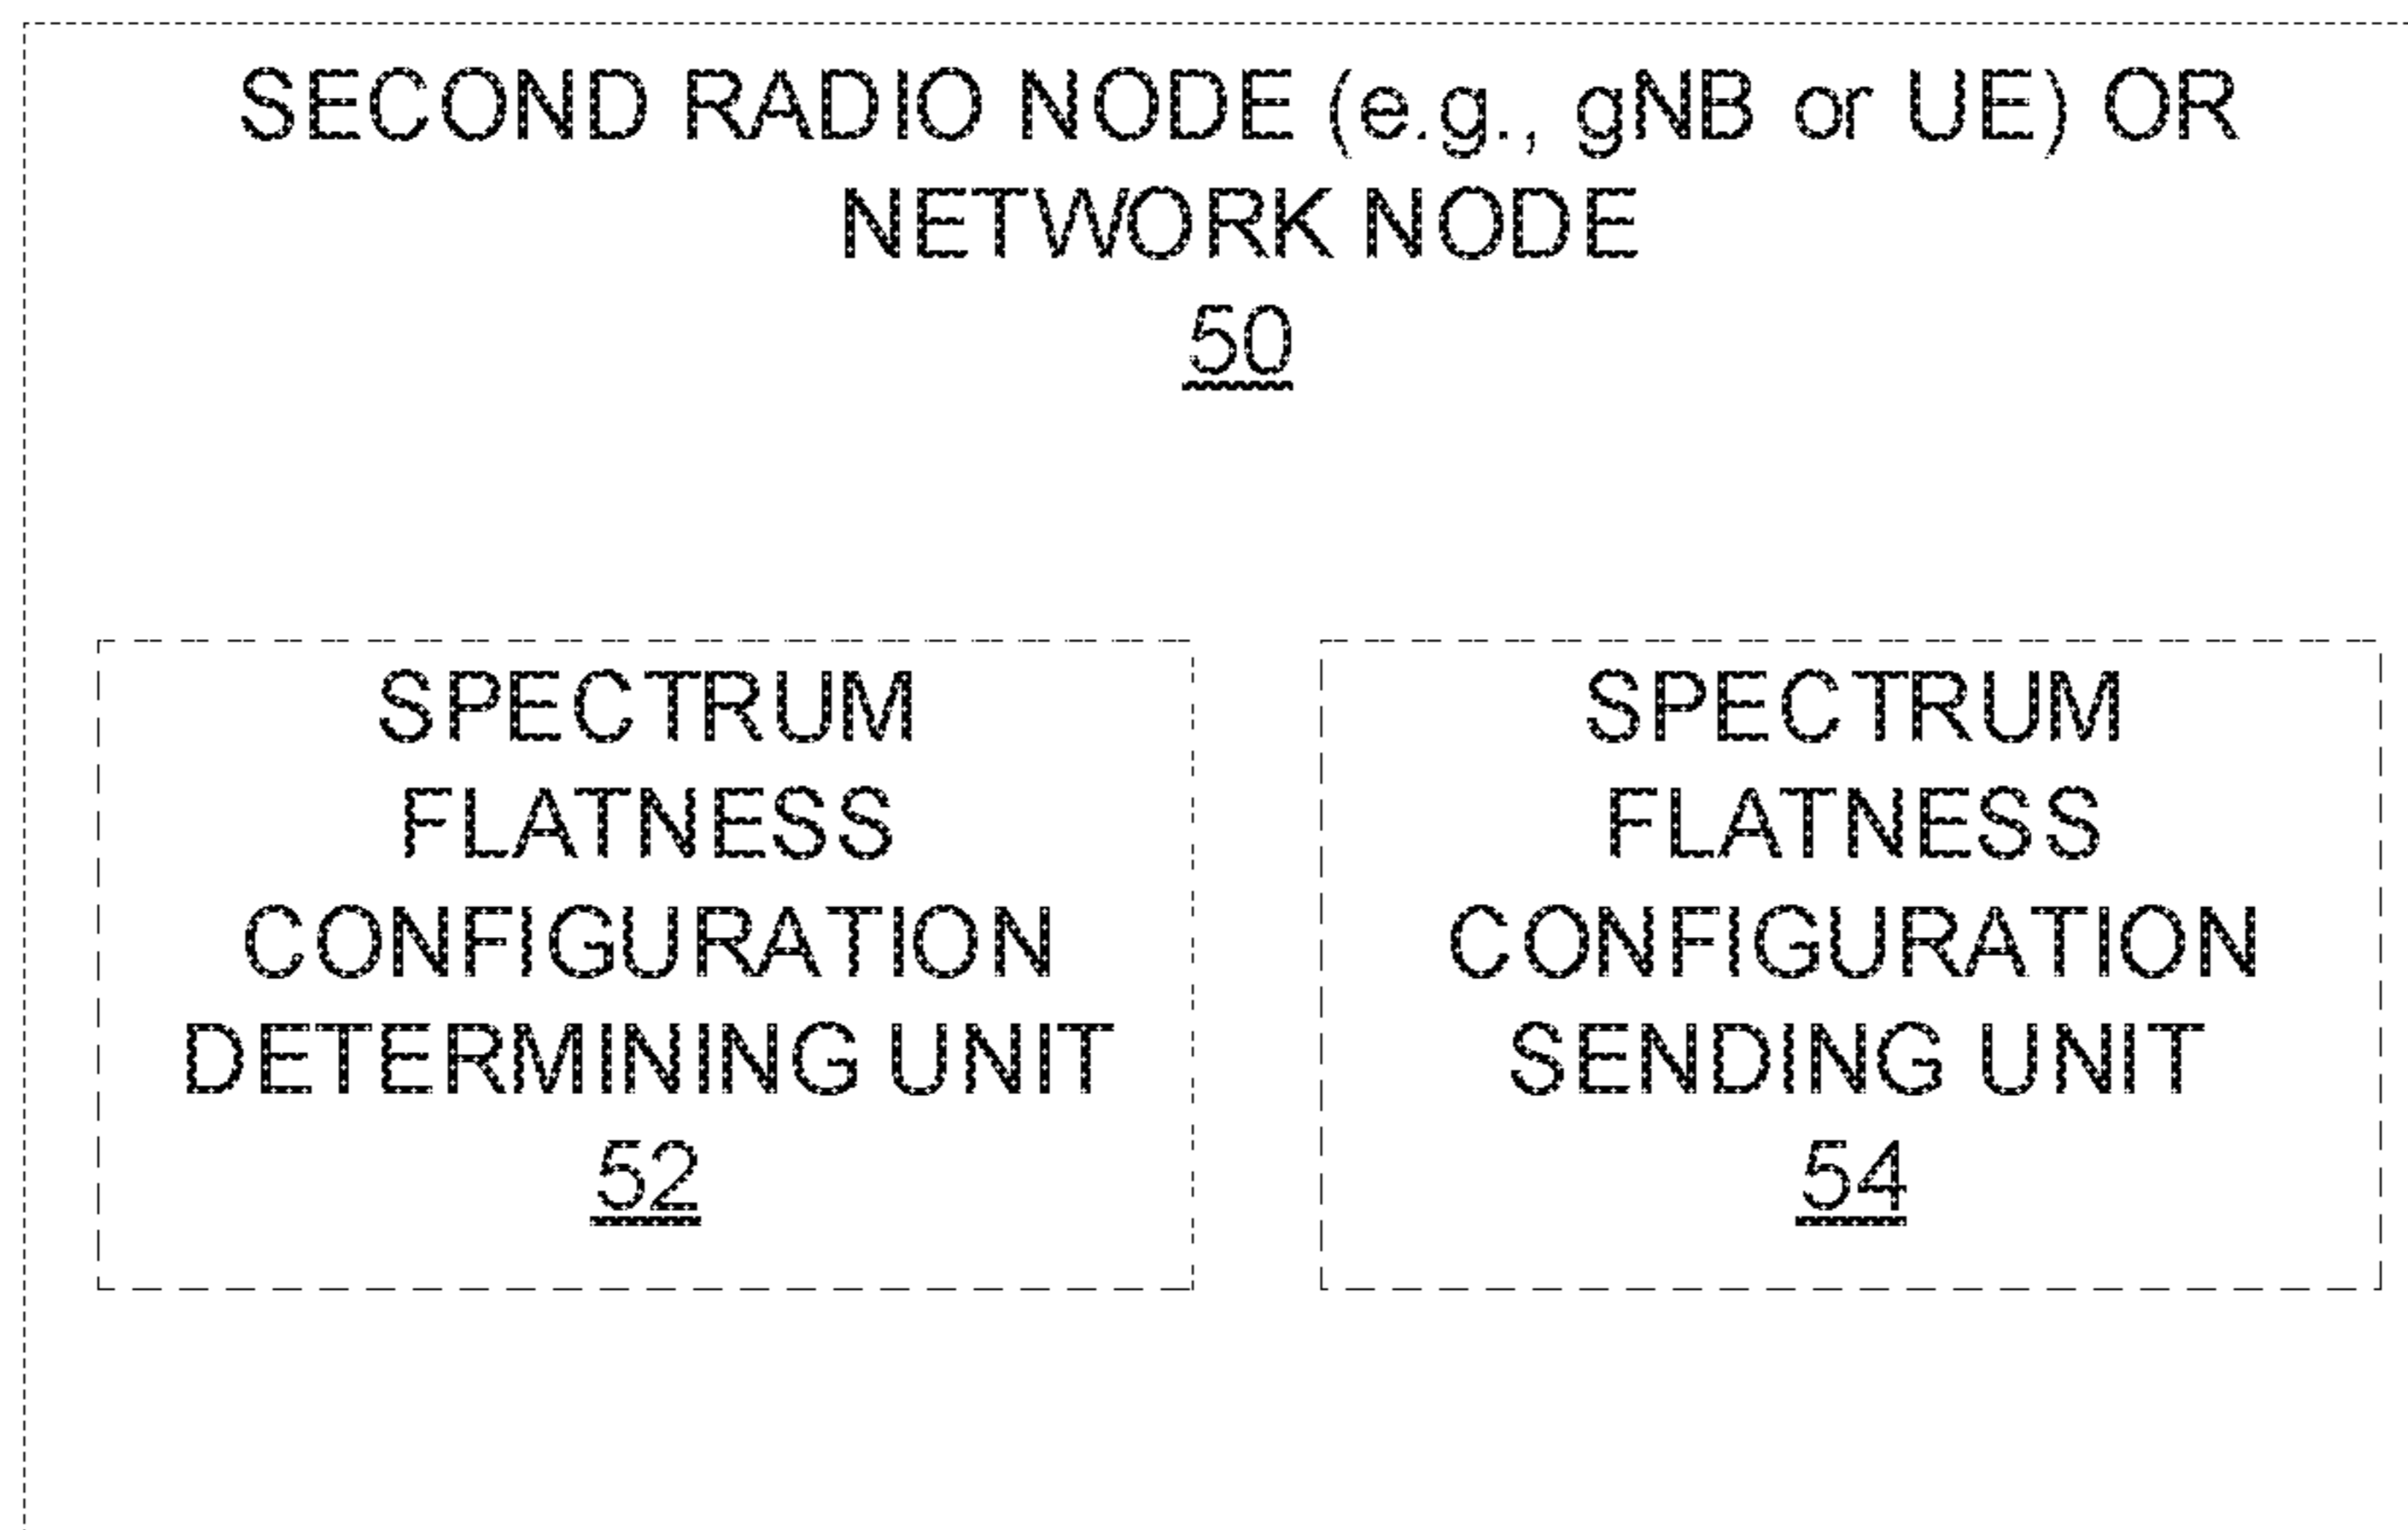 SECOND RADIO NODE (e.g., gNB or UE) OR
NETWORK NODE
50
SPECTRUM
FLATNESS
CONFIGURATION
DETERMINING UNIT
52
SPECTRUM
FLATNESS
CONFIGURATION
SENDING UNIT
54